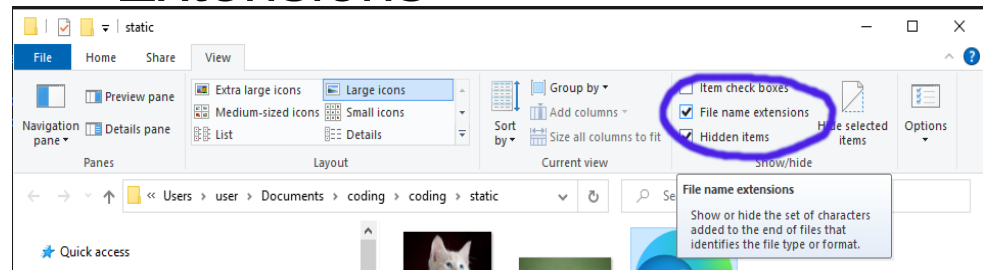 Extensions
static
File Home Share View
Preview pane
Details pane
Navigation pane
Panes
Extra large icons Large icons
Medium-sized icons Small icons
List Details
Layout
Sort by
Group by
Add columns
Size all columns to fit
Current view
Item check boxes
File name extensions
Hidden items
selected items
Show/hide
Options
« Users > user > Documents > coding > coding > static
Se
File name extensions
Show or hide the set of characters
added to the end of files that
identifies the file type or format.
Quick access